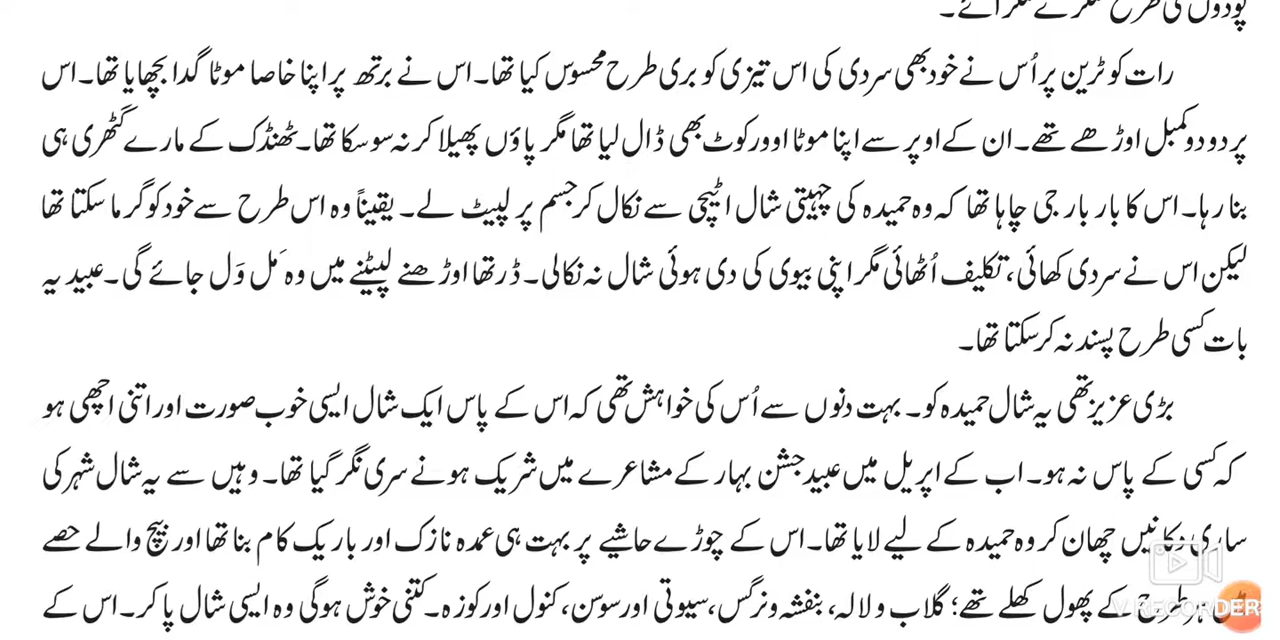 پودوں کی طرح
رات کو ٹرین پر اُس نے خود بھی سردی کی اس تیزی کو بری طرح محسوس کیا تھا۔ اس نے برتھ پر اپنا خاصا موٹا گدا بچھایا تھا۔ اس
پر دو دو کمبل اوڑھے تھے۔ ان کے اوپر سے اپنا موٹا اوور کوٹ بھی ڈال لیا تھا مگر پاؤں پھیلا کر نہ سو سکا تھا۔ ٹھنڈک کے مارے گٹھری ہی
بنا رہا۔ اس کا بار بار جی چاہا تھا کہ وہ حمیدہ کی چہیتی شال اٹیچی سے نکال کر جسم پر لپیٹ لے۔ یقیناً وہ اس طرح سے خود کو گرما سکتا تھا
لیکن اس نے سردی کھائی، تکلیف اُٹھائی مگر اپنی بیوی کی دی ہوئی شال نہ نکالی۔ ڈر تھا اوڑھنے لپیٹنے میں وہ مَل وَل جائے گی۔ عبید یہ
بات کسی طرح پسند نہ کر سکتا تھا۔
بڑی عزیز تھی یہ شال حمیدہ کو۔ بہت دنوں سے اُس کی خواہش تھی کہ اس کے پاس ایک شال ایسی خوب صورت اور اتنی اچھی ہو
کہ کسی کے پاس نہ ہو۔ اب کے اپریل میں عبید جشن بہار کے مشاعرے میں شریک ہونے سری نگر گیا تھا۔ وہیں سے یہ شال شہر کی
ساری دکانیں چھان کر وہ حمیدہ کے لیے لایا تھا۔ اس کے چوڑے حاشیے پر بہت ہی عمدہ نازک اور باریک کام بنا تھا اور بیچ والے حصے
ہر طرح کے پھول کھلے تھے؛ گلاب و لالہ، بنفشہ و نرگس، سیوتی اور سوسن، کنول اور کوزہ۔ کتنی خوش ہوگی وہ ایسی شال پا کر۔ اس کے
V RECORDER